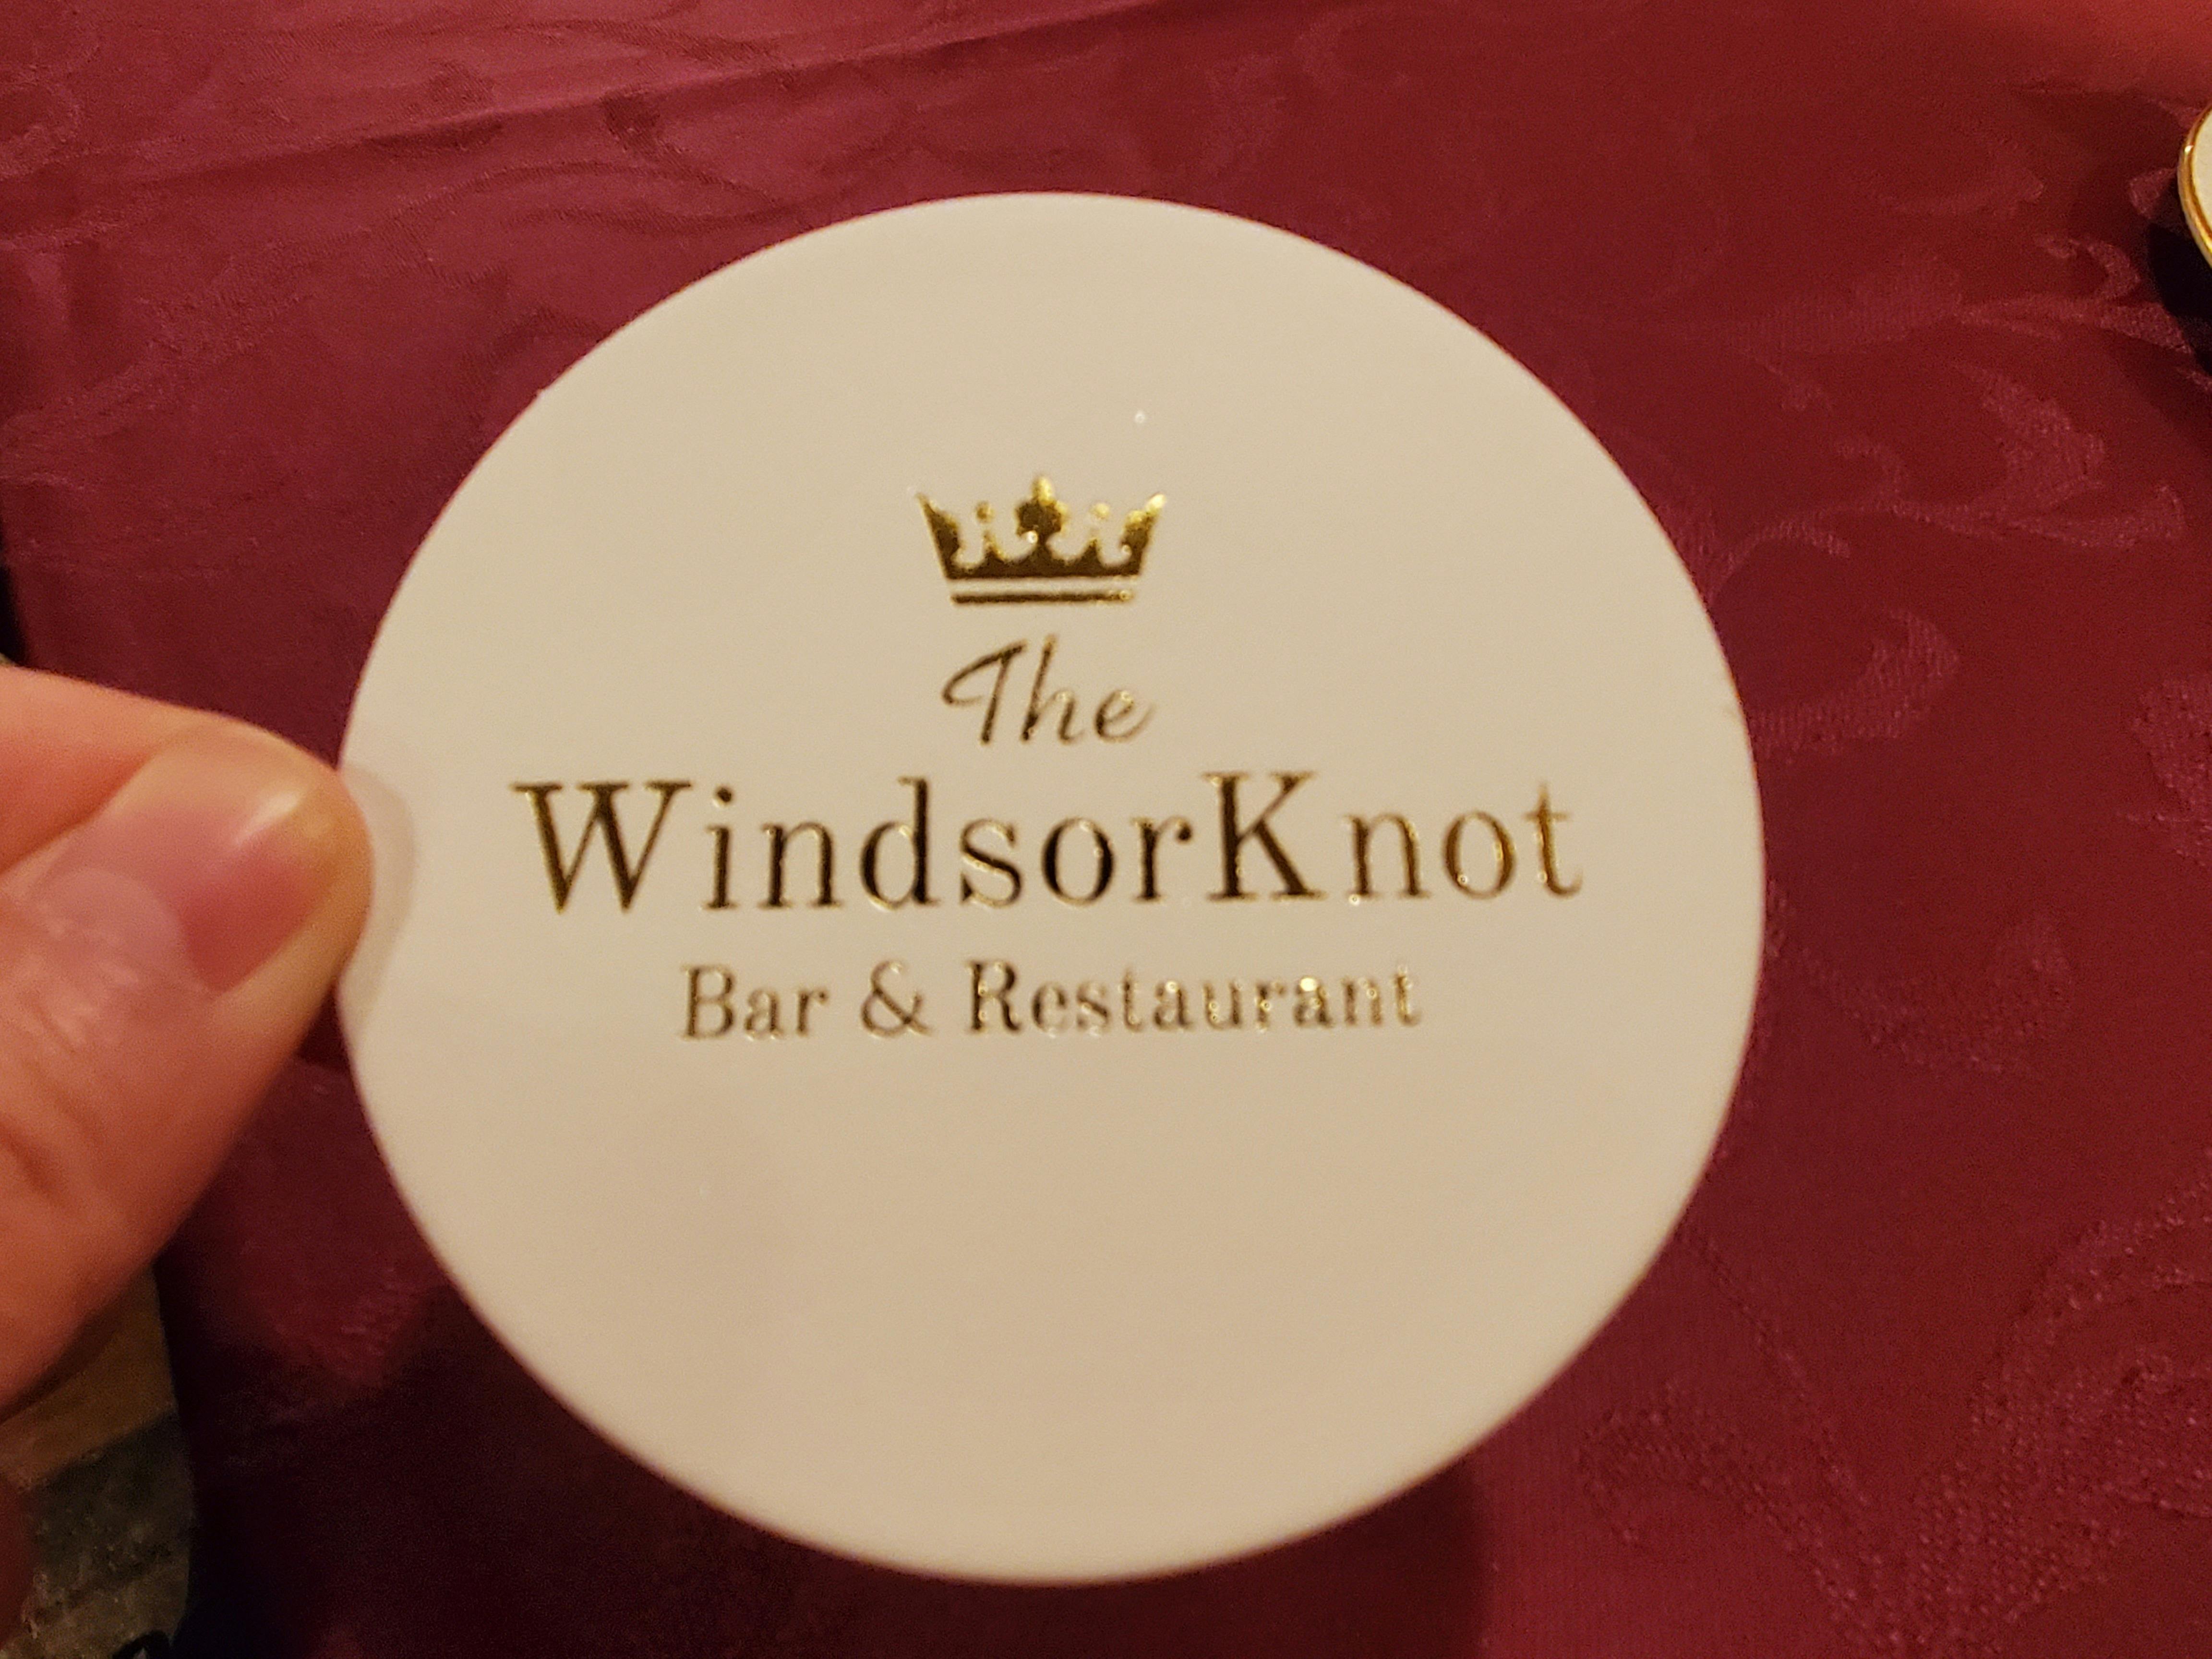 The
WindsorKnot
Bar & Restaurant